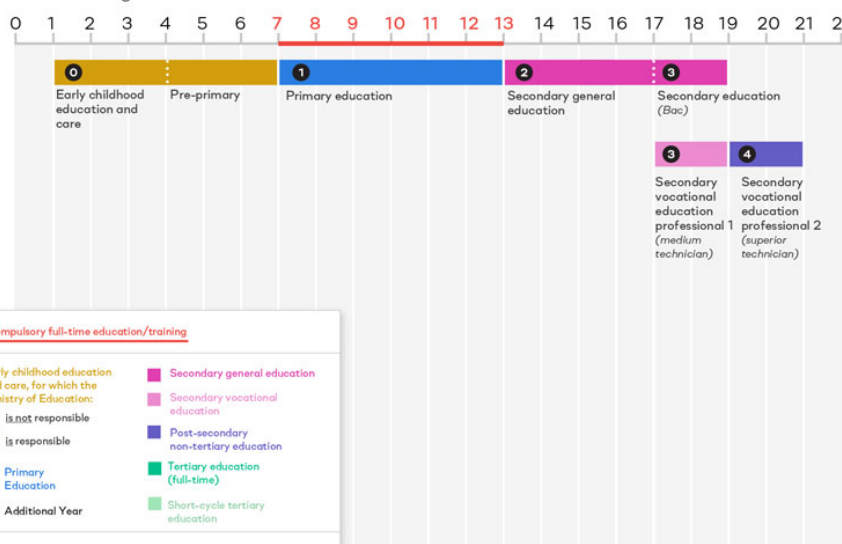 0 1 2 3 4 5 6 7 8 9 10 11 12 13 14 15 16 17 18 19 20 21 2
0 1 2 3
Early childhood
education and
care
Pre-primary
Primary education
Secondary general
education
Secondary education
(Bac)
3 4
Secondary
vocational
education
professional 1
(medium
technician)
Secondary
vocational
education
professional 2
(superior
technician)
mpulsory full-time education/training
ly childhood education
care, for which the
istry of Education:
is not responsible
is responsible
Primary
Education
Additional Year
Secondary general education
Secondary vocational
education
Post-secondary
non-tertiary education
Tertiary education
(full-time)
Short-cycle tertiary
education